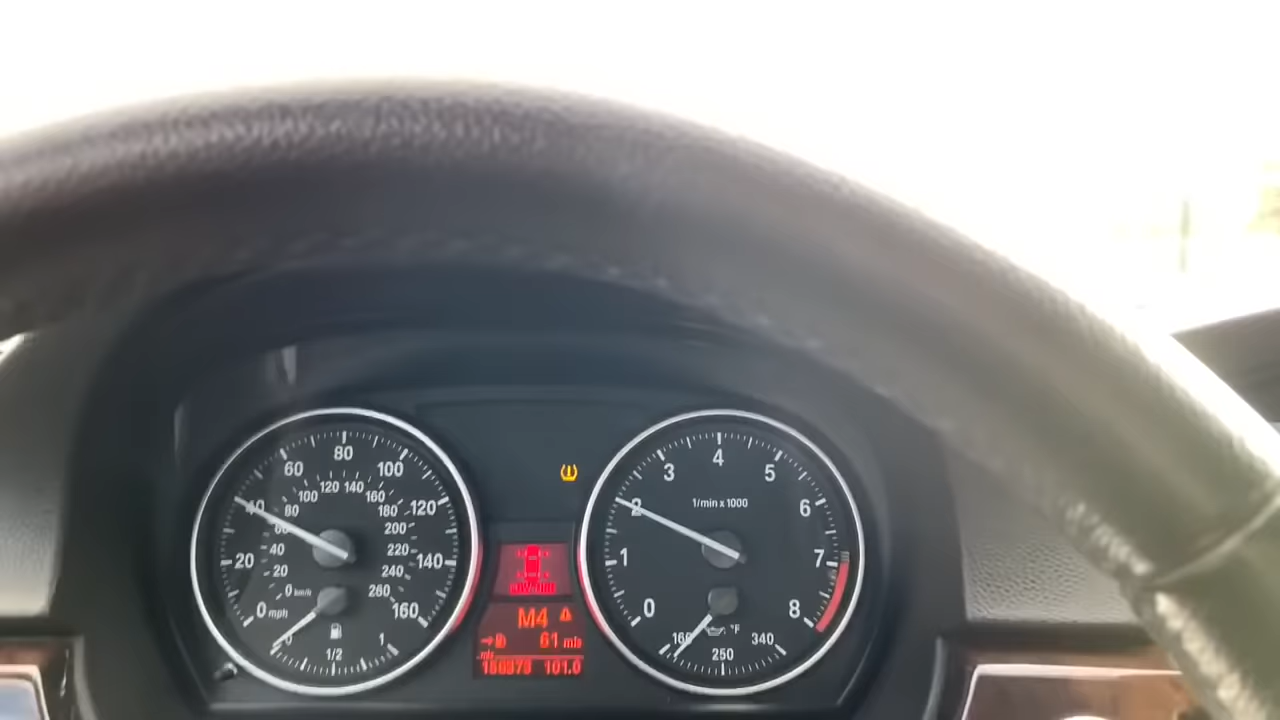 80
60 100
120 140
100 160
40 80 180 120
60 200
20 40 220 140
20 240
0 km/h 260
0 mph 160
0 1/2 1
4
3 5
1/min x 1000
2 6
1 7
0 8
°F
160 250 340
M4
61 mls
mls
101.0